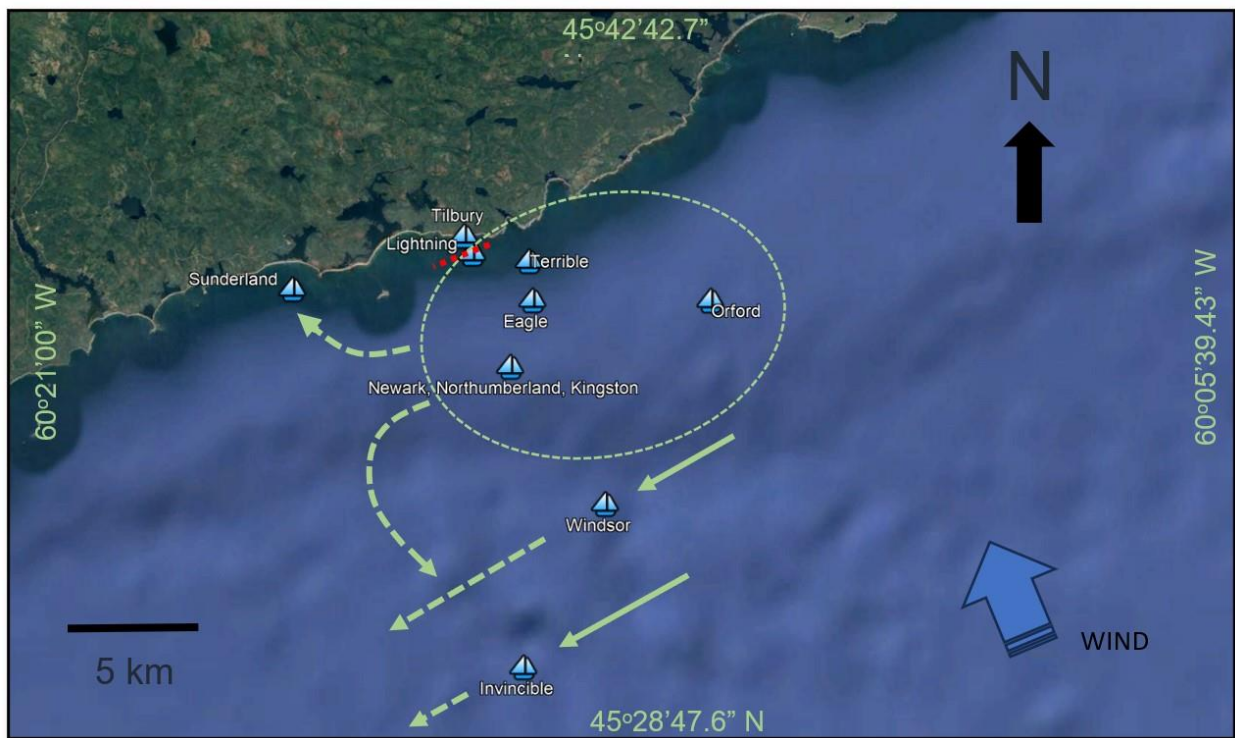 45º42'42.7"
N
Tilbury
Lightning
Terrible
Sunderland
Eagle
Orford
Newark, Northumberland, Kingston
60º21'00" W
60º05'39.43" W
Windsor
WIND
5 km
Invincible
45º28'47.6" N